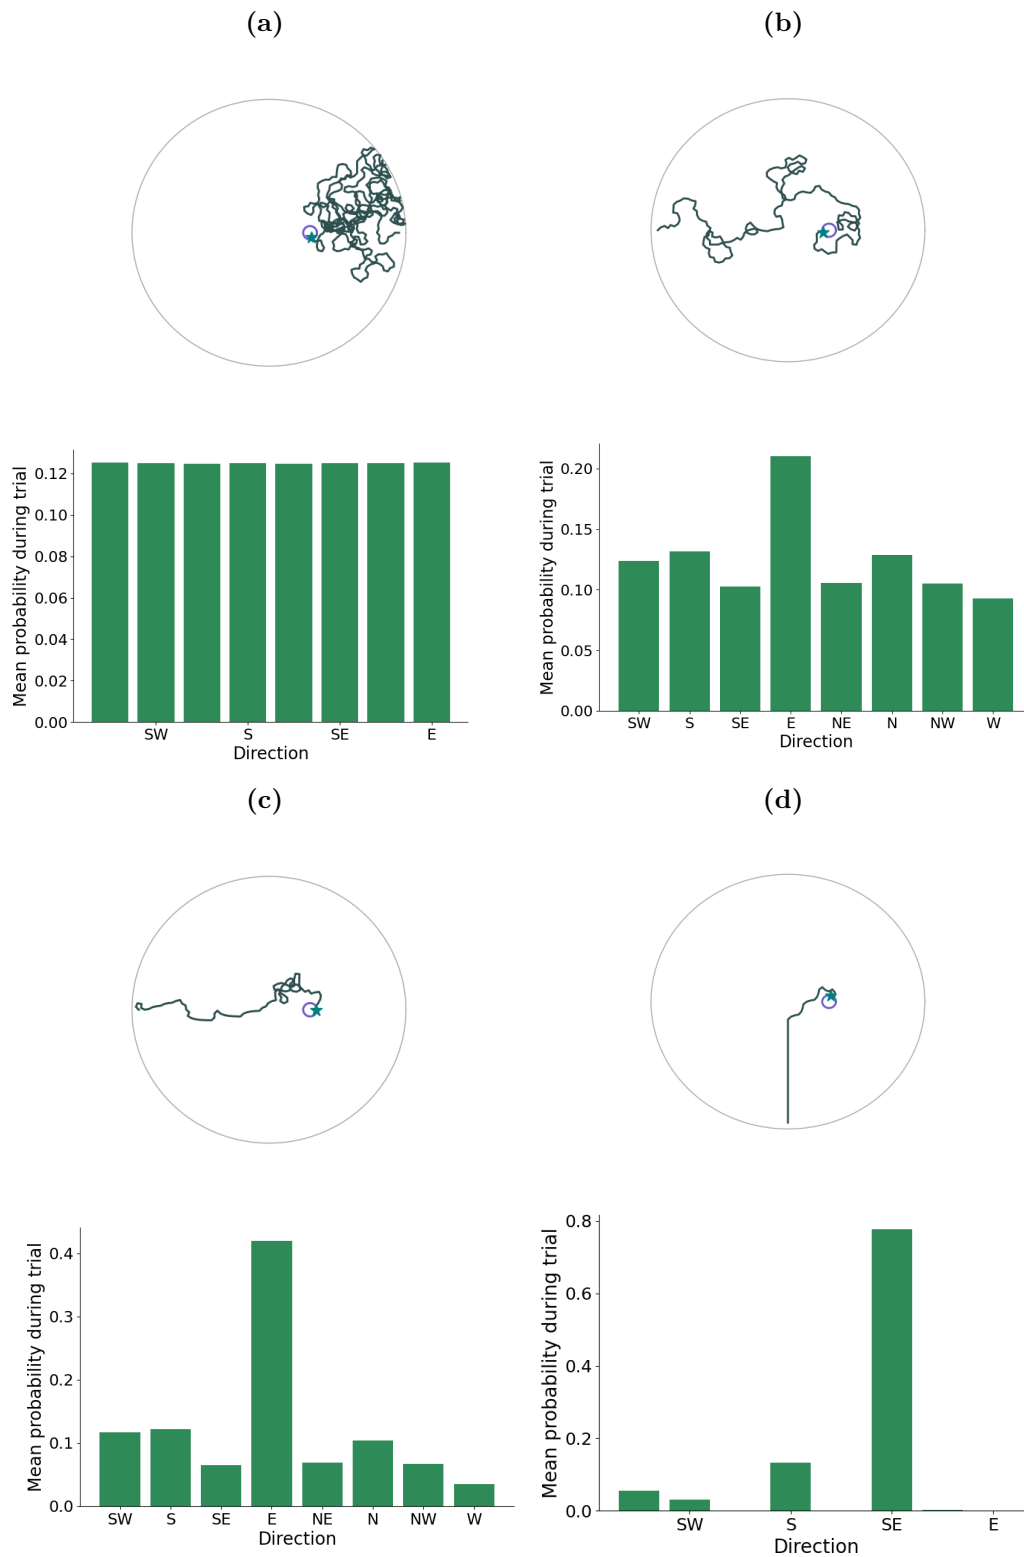 (a)
(b)
Mean probability during trial
0.12
0.10
0.08
0.06
0.04
0.02
0.00
SW S SE E
Direction
Mean probability during trial
0.20
0.15
0.10
0.05
0.00
SW S SE E NE N NW W
Direction
(c)
(d)
Mean probability during trial
0.4
0.3
0.2
0.1
0.0
SW S SE E NE N NW W
Direction
Mean probability during trial
0.8
0.6
0.4
0.2
0.0
SW S SE E
Direction